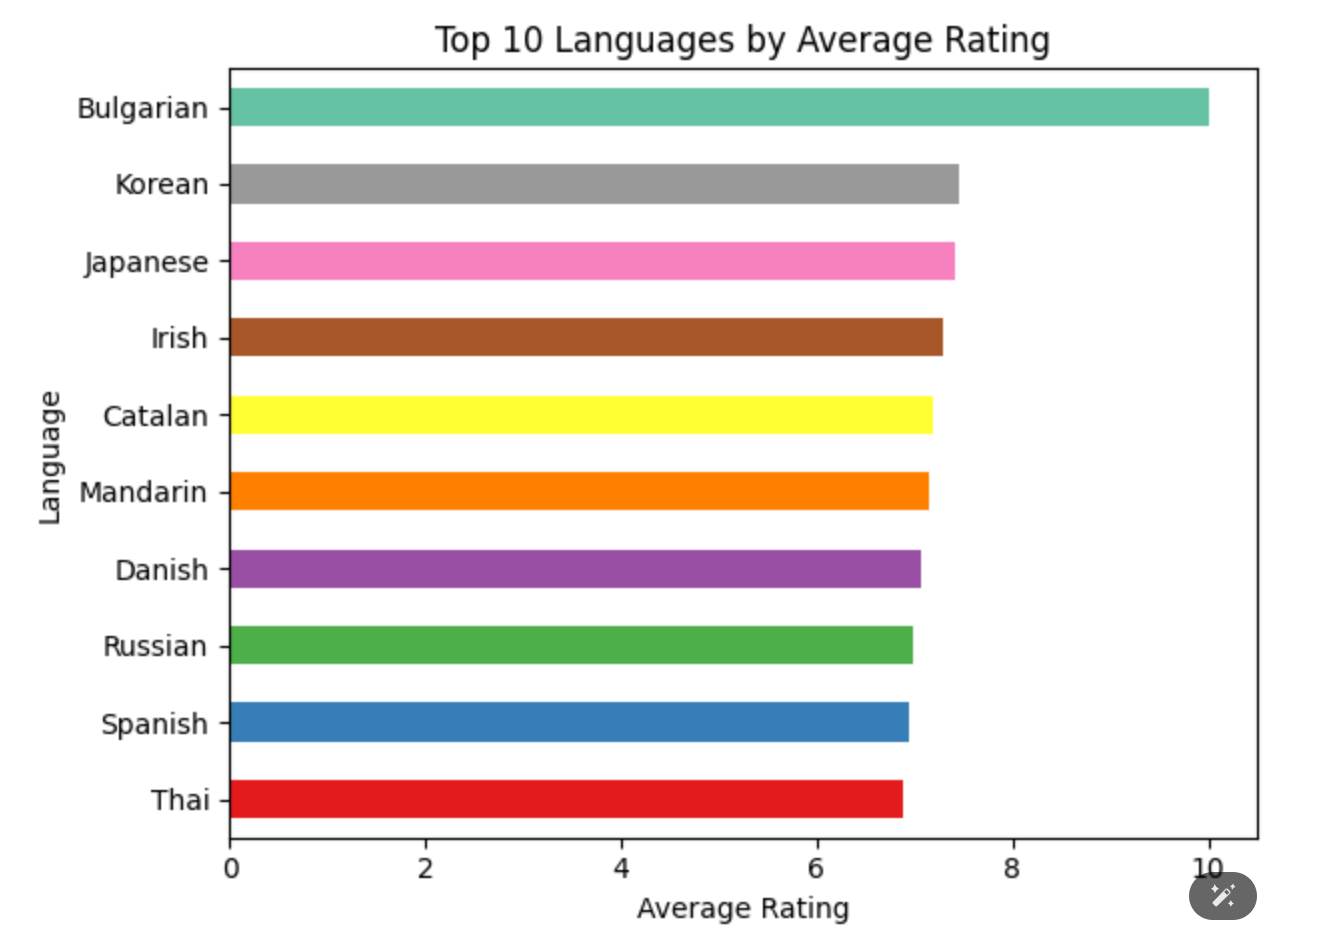 Top 10 Languages by Average Rating
Bulgarian
Korean
Japanese
Irish
Catalan
Mandarin
Danish
Russian
Spanish
Thai
Language
0 2 4 6 8 10
Average Rating